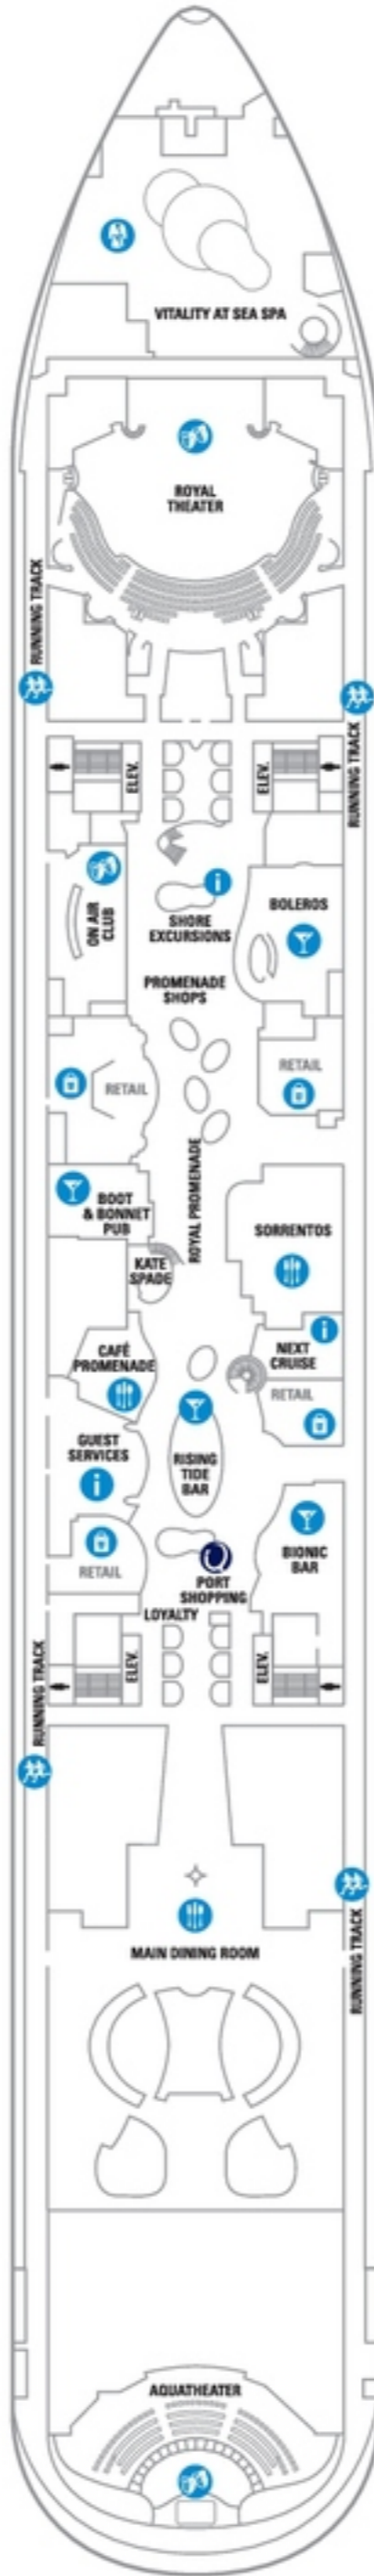 VITALITY AT SEA SPA
ROYAL
THEATER
RUNNING TRACK
RUNNING TRACK
ELEV.
ELEV.
ON AIR
CLUB
SHORE
EXCURSIONS
BOLEROS
PROMENADE
SHOPS
RETAIL
RETAIL
ROYAL PROMENADE
BOOT
& BONNET
PUB
SORRENTOS
KATE
SPADE
CAFÉ
PROMENADE
NEXT
CRUISE
RETAIL
GUEST
SERVICES
RISING
TIDE
BAR
BIONIC
BAR
RETAIL
PORT
SHOPPING
LOYALTY
ELEV.
ELEV.
RUNNING TRACK
RUNNING TRACK
MAIN DINING ROOM
AQUATHEATER